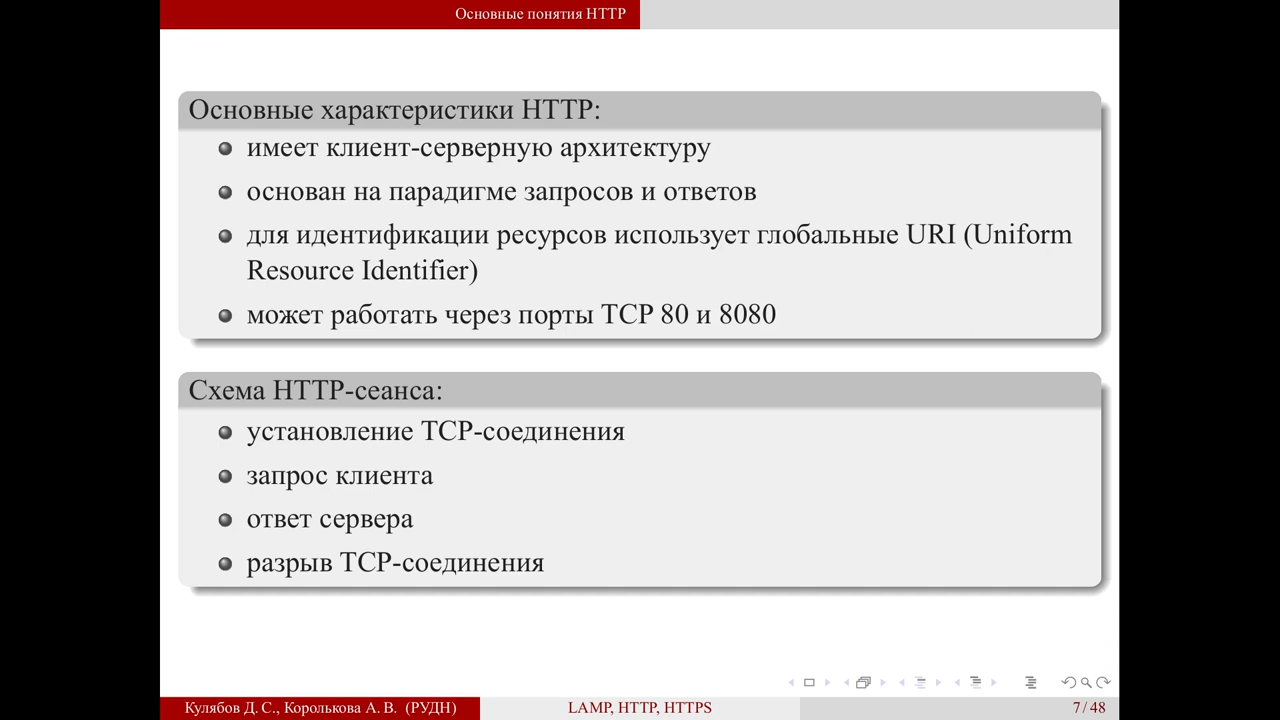 Основные понятия HTTP
Основные характеристики HTTP:
имеет клиент-серверную архитектуру
основан на парадигме запросов и ответов
для идентификации ресурсов использует глобальные URI (Uniform
Resource Identifier)
может работать через порты TCP 80 и 8080
Схема HTTP-сеанса:
установление TCP-соединения
запрос клиента
ответ сервера
разрыв TCP-соединения
Кулябов Д. С., Королькова А. В. (РУДН)
LAMP, HTTP, HTTPS
7 / 48